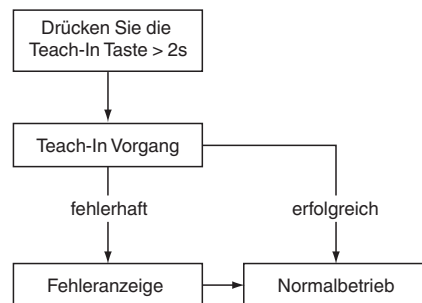 Drücken Sie die
Teach-In Taste > 2s
Teach-In Vorgang
fehlerhaft
erfolgreich
Fehleranzeige
Normalbetrieb